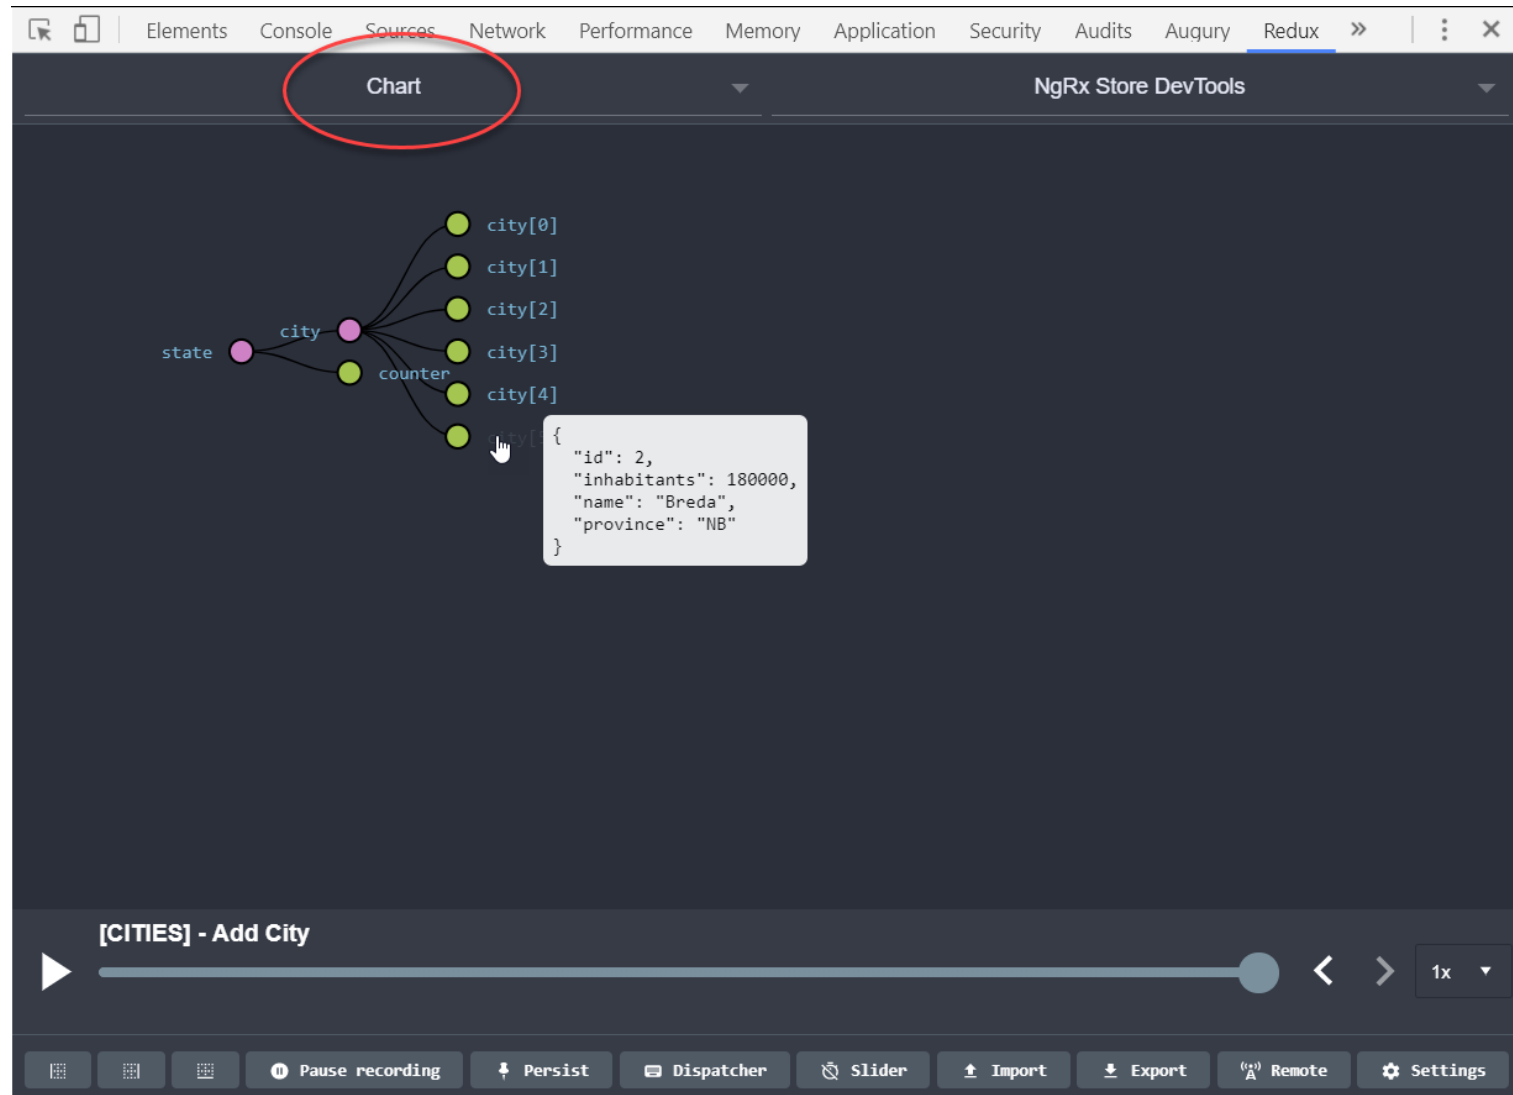 Elements Console Sources Network Performance Memory Application Security Audits Augury Redux
Chart
NgRx Store DevTools
city[0]
city[1]
city[2]
city
city[3]
state
counter
city[4]
{
"id": 2,
"inhabitants": 180000,
"name": "Breda",
"province": "NB"
}
[CITIES] - Add City
1x
Pause recording Persist Dispatcher Slider Import Export Remote Settings